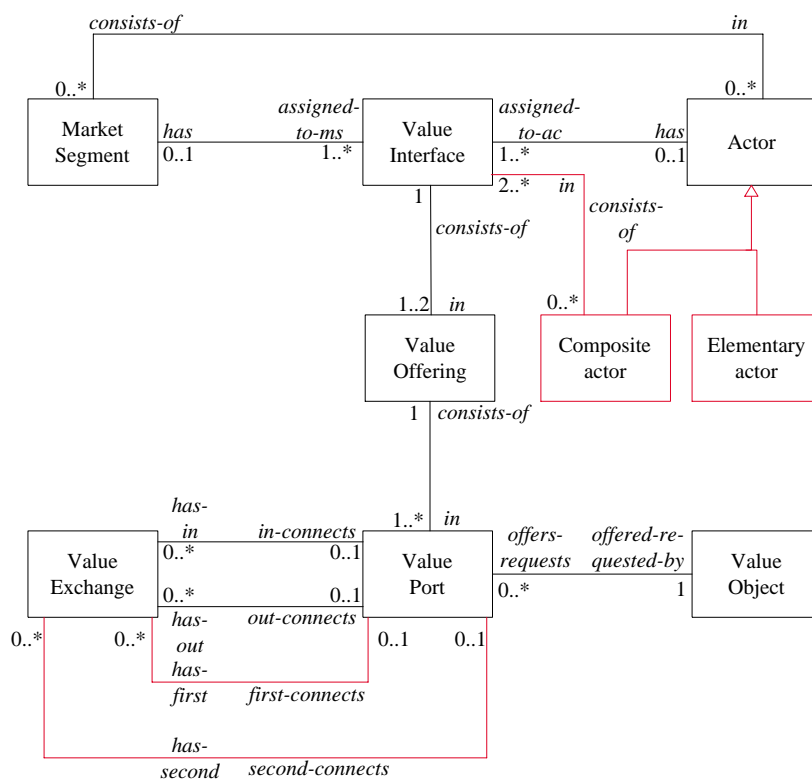 consists-of
in
0..*
0..*
Market
Segment
has
0..1
assigned-
to-ms
1..*
Value
Interface
assigned-
to-ac
1..*
has
0..1
Actor
1
2..*
in
consists-
of
consists-of
1..2
in
0..*
Value
Offering
Composite
actor
Elementary
actor
1
consists-of
has-
in
0..*
in-connects
0..1
1..*
in
offers-
requests
0..*
offered-re-
quested-by
1
Value
Exchange
Value
Port
Value
Object
0..*
has-
out
0..1
out-connects
0..*
0..*
0..1
0..1
has-
first
first-connects
has-
second
second-connects